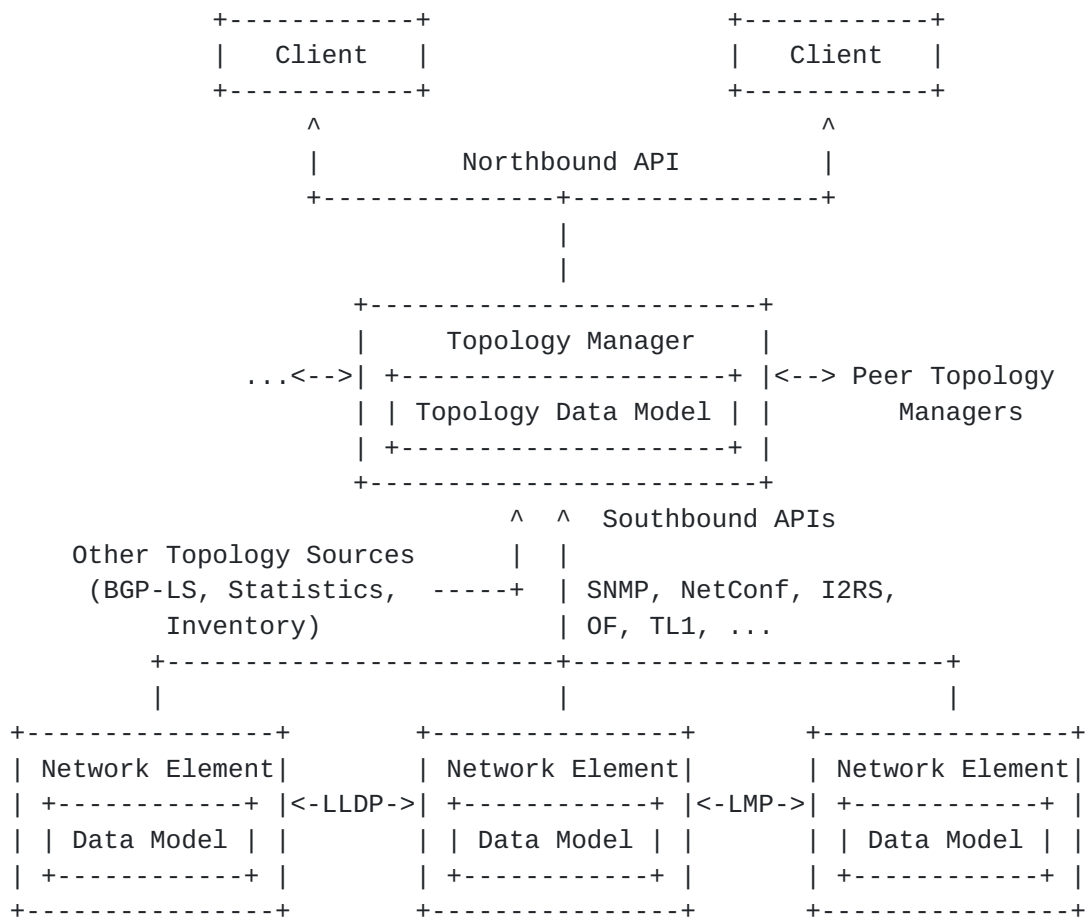 Client Client
Northbound API
Topology Manager
...<--> <--> Peer Topology
Topology Data Model Managers
Southbound APIs
Other Topology Sources
(BGP-LS, Statistics, SNMP, NetConf, I2RS,
Inventory) OF, TL1, ...
Network Element Network Element Network Element
<-LLDP-> <-LMP->
Data Model Data Model Data Model